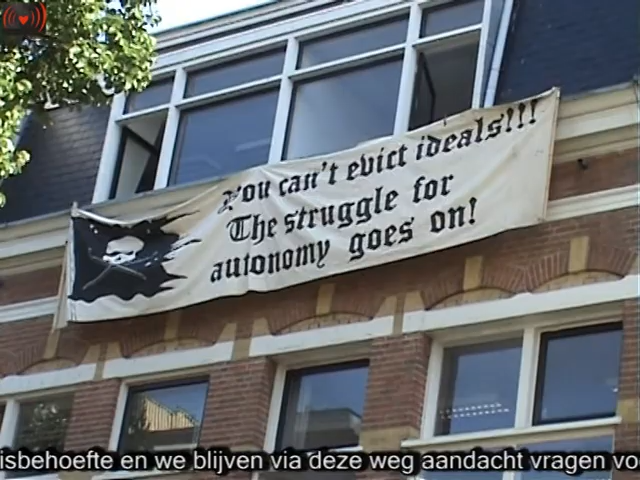 You can't evict ideals!!!
The struggle for
autonomy goes on!
isbehoefte en we blijven via deze weg aandacht vragen vo